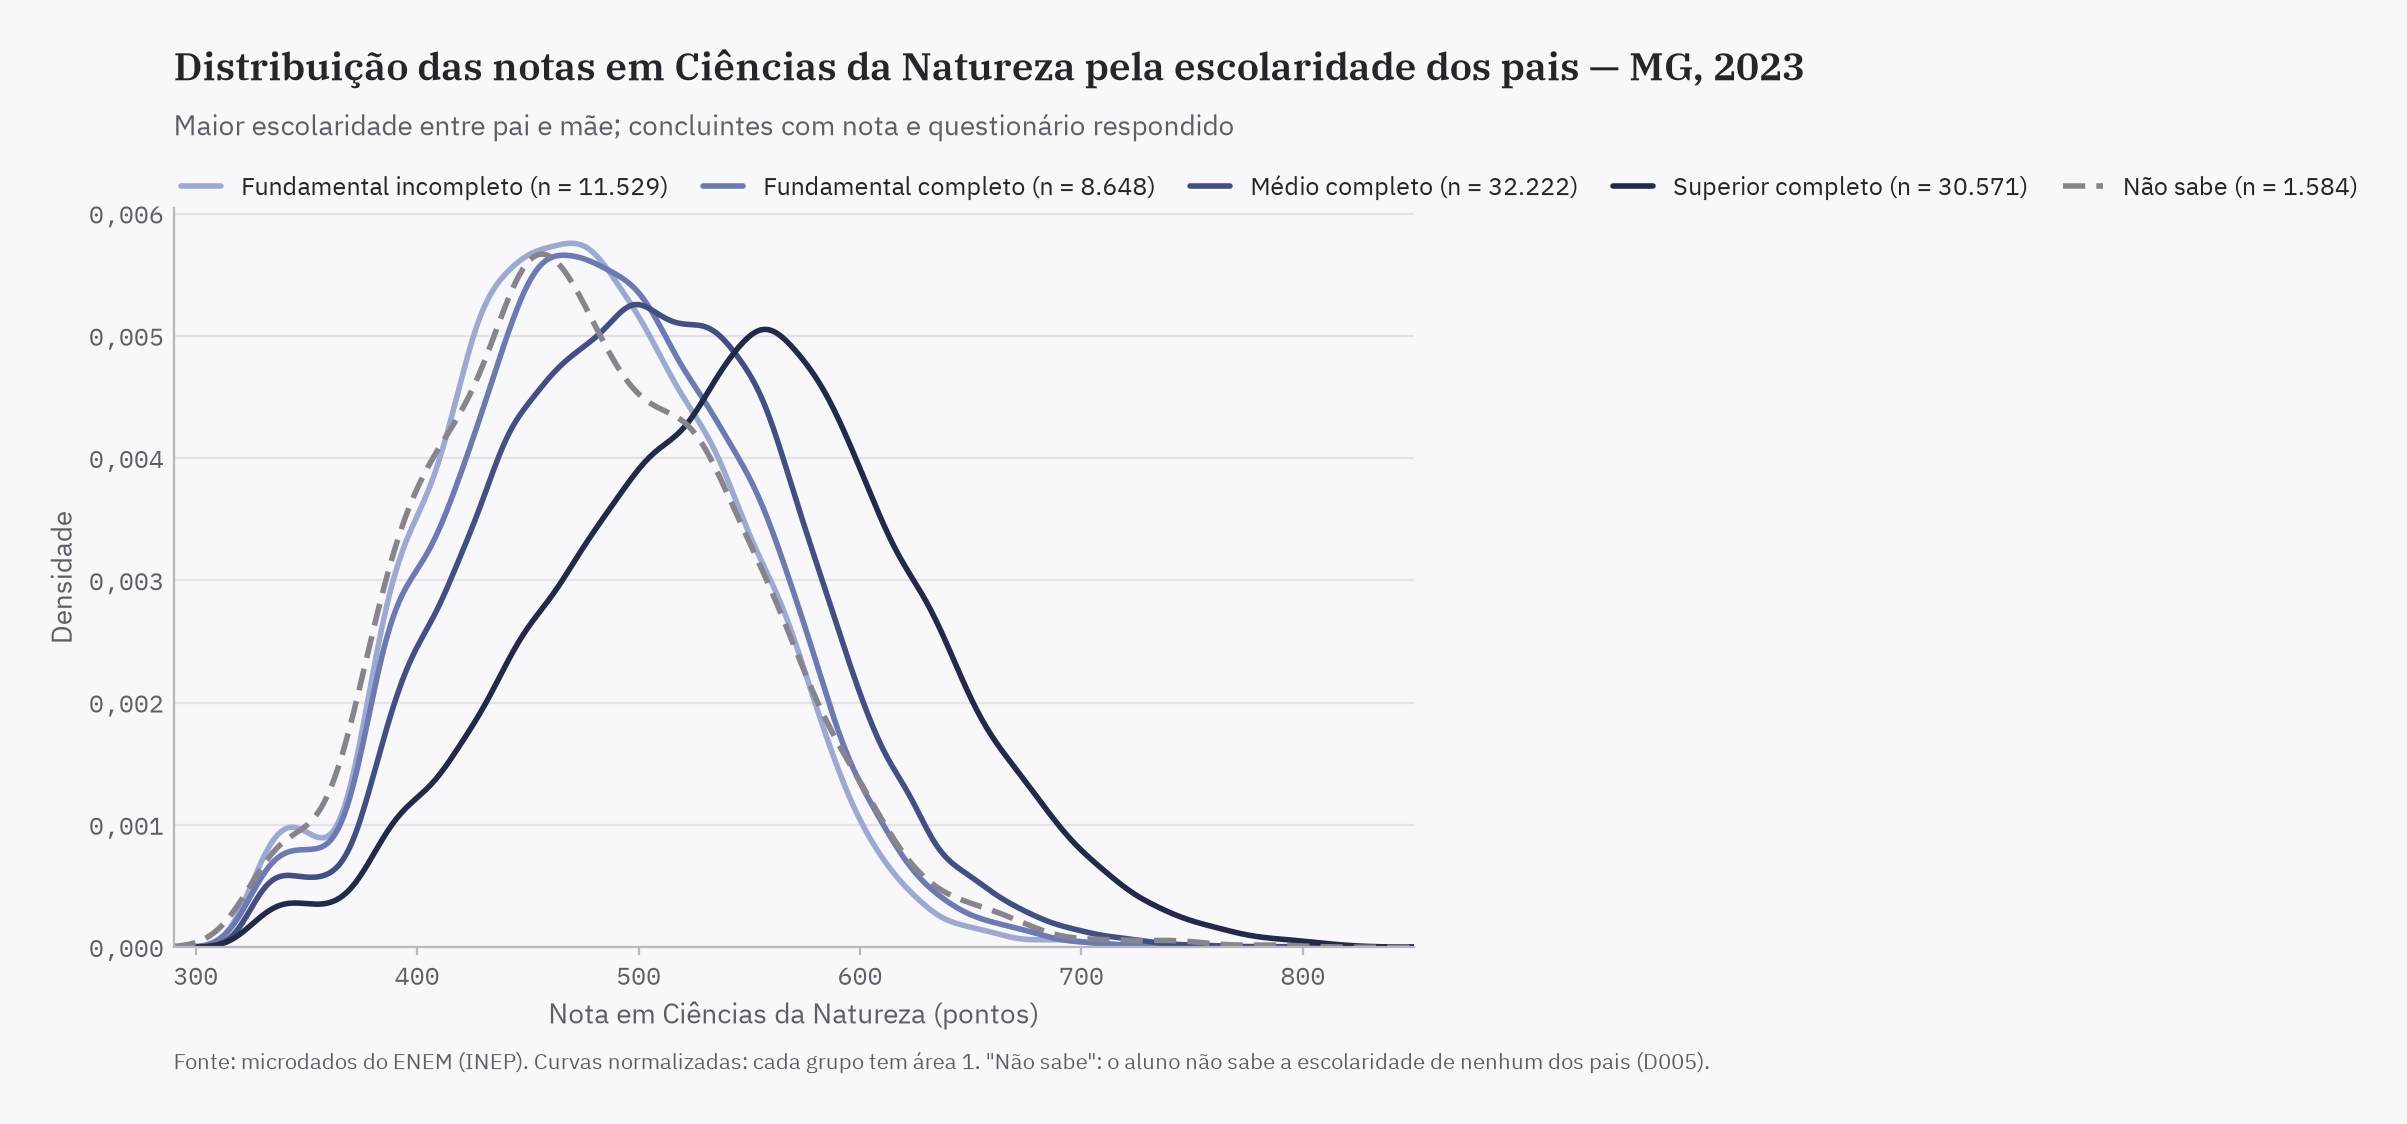 Distribuição das notas em Ciências da Natureza pela escolaridade dos pais — MG, 2023
Maior escolaridade entre pai e mãe; concluintes com nota e questionário respondido
Fundamental incompleto (n = 11.529) Fundamental completo (n = 8.648) Médio completo (n = 32.222) Superior completo (n = 30.571) Não sabe (n = 1.584)
0,006
0,005
0,004
0,003
0,002
0,001
0,000
Densidade
300 400 500 600 700 800
Nota em Ciências da Natureza (pontos)
Fonte: microdados do ENEM (INEP). Curvas normalizadas: cada grupo tem área 1. "Não sabe": o aluno não sabe a escolaridade de nenhum dos pais (D005).